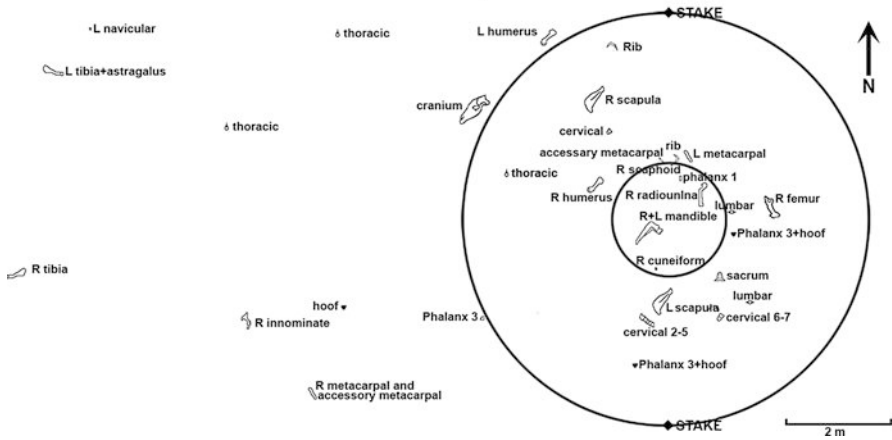 STAKE
L navicular
thoracic
L humerus
Rib
L tibia+astragalus
N
cranium
R scapula
thoracic
cervical
rib
accessary metacarpal
L metacarpal
R scaphoid
phalanx 1
thoracic
R humerus
R radiounlna
R femur
lumbar
R+L mandible
Phalanx 3+hoof
R cuneiform
R tibia
sacrum
hoof
lumbar
L scapula
Phalanx 3
cervical 6-7
R innominate
cervical 2-5
Phalanx 3+hoof
R metacarpal and
accessory metacarpal
STAKE
2 m